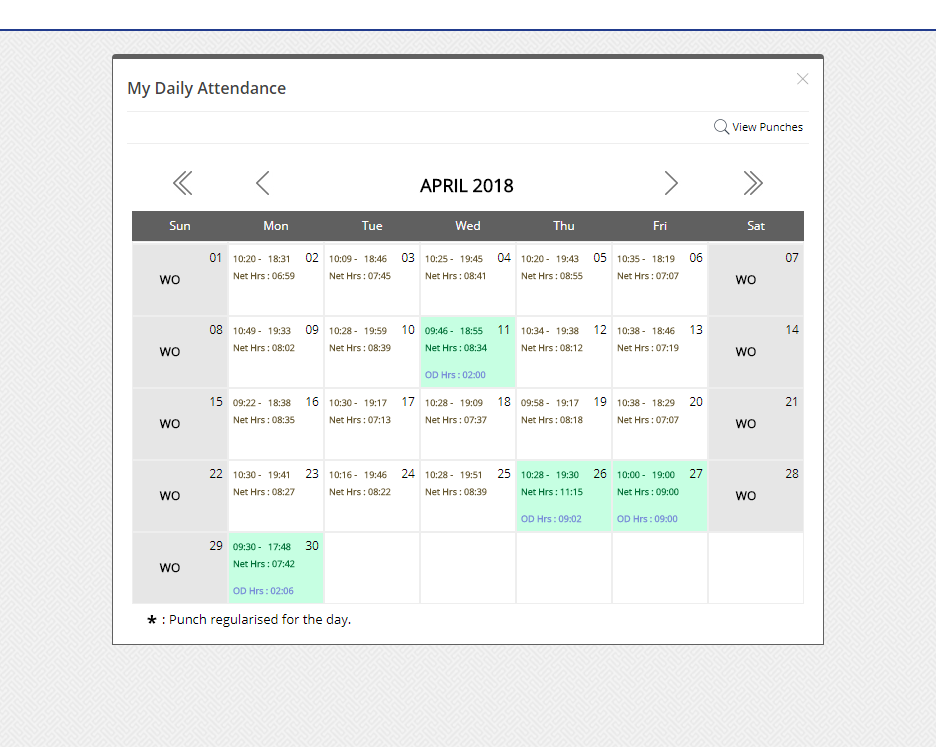 My Daily Attendance
View Punches
APRIL 2018
Sun Mon Tue Wed Thu Fri Sat
01 10:20 - 18:31 02 10:09 - 18:46 03 10:25 - 19:45 04 10:20 - 19:43 05 10:35 - 18:19 06 07
WO Net Hrs : 06:59 Net Hrs : 07:45 Net Hrs : 08:41 Net Hrs : 08:55 Net Hrs : 07:07 WO
08 10:49 - 19:33 09 10:28 - 19:59 10 09:46 - 18:55 11 10:34 - 19:38 12 10:38 - 18:46 13 14
WO Net Hrs : 08:02 Net Hrs : 08:39 Net Hrs : 08:34 Net Hrs : 08:12 Net Hrs : 07:19 WO
OD Hrs : 02:00
15 09:22 - 18:38 16 10:30 - 19:17 17 10:28 - 19:09 18 09:58 - 19:17 19 10:38 - 18:29 20 21
WO Net Hrs : 08:35 Net Hrs : 07:13 Net Hrs : 07:37 Net Hrs : 08:18 Net Hrs : 07:07 WO
22 10:30 - 19:41 23 10:16 - 19:46 24 10:28 - 19:51 25 10:28 - 19:30 26 10:00 - 19:00 27 28
WO Net Hrs : 08:27 Net Hrs : 08:22 Net Hrs : 08:39 Net Hrs : 11:15 Net Hrs : 09:00 WO
OD Hrs : 09:02 OD Hrs : 09:00
29 09:30 - 17:48 30
WO Net Hrs : 07:42
OD Hrs : 02:06
* : Punch regularised for the day.